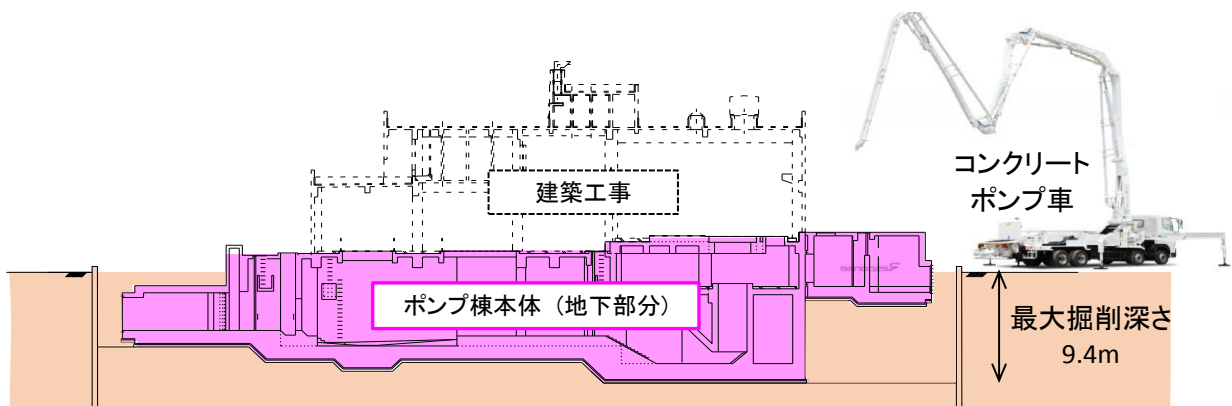 コンクリート
ポンプ車
建築工事
ポンプ棟本体（地下部分）
最大掘削深さ
9.4m